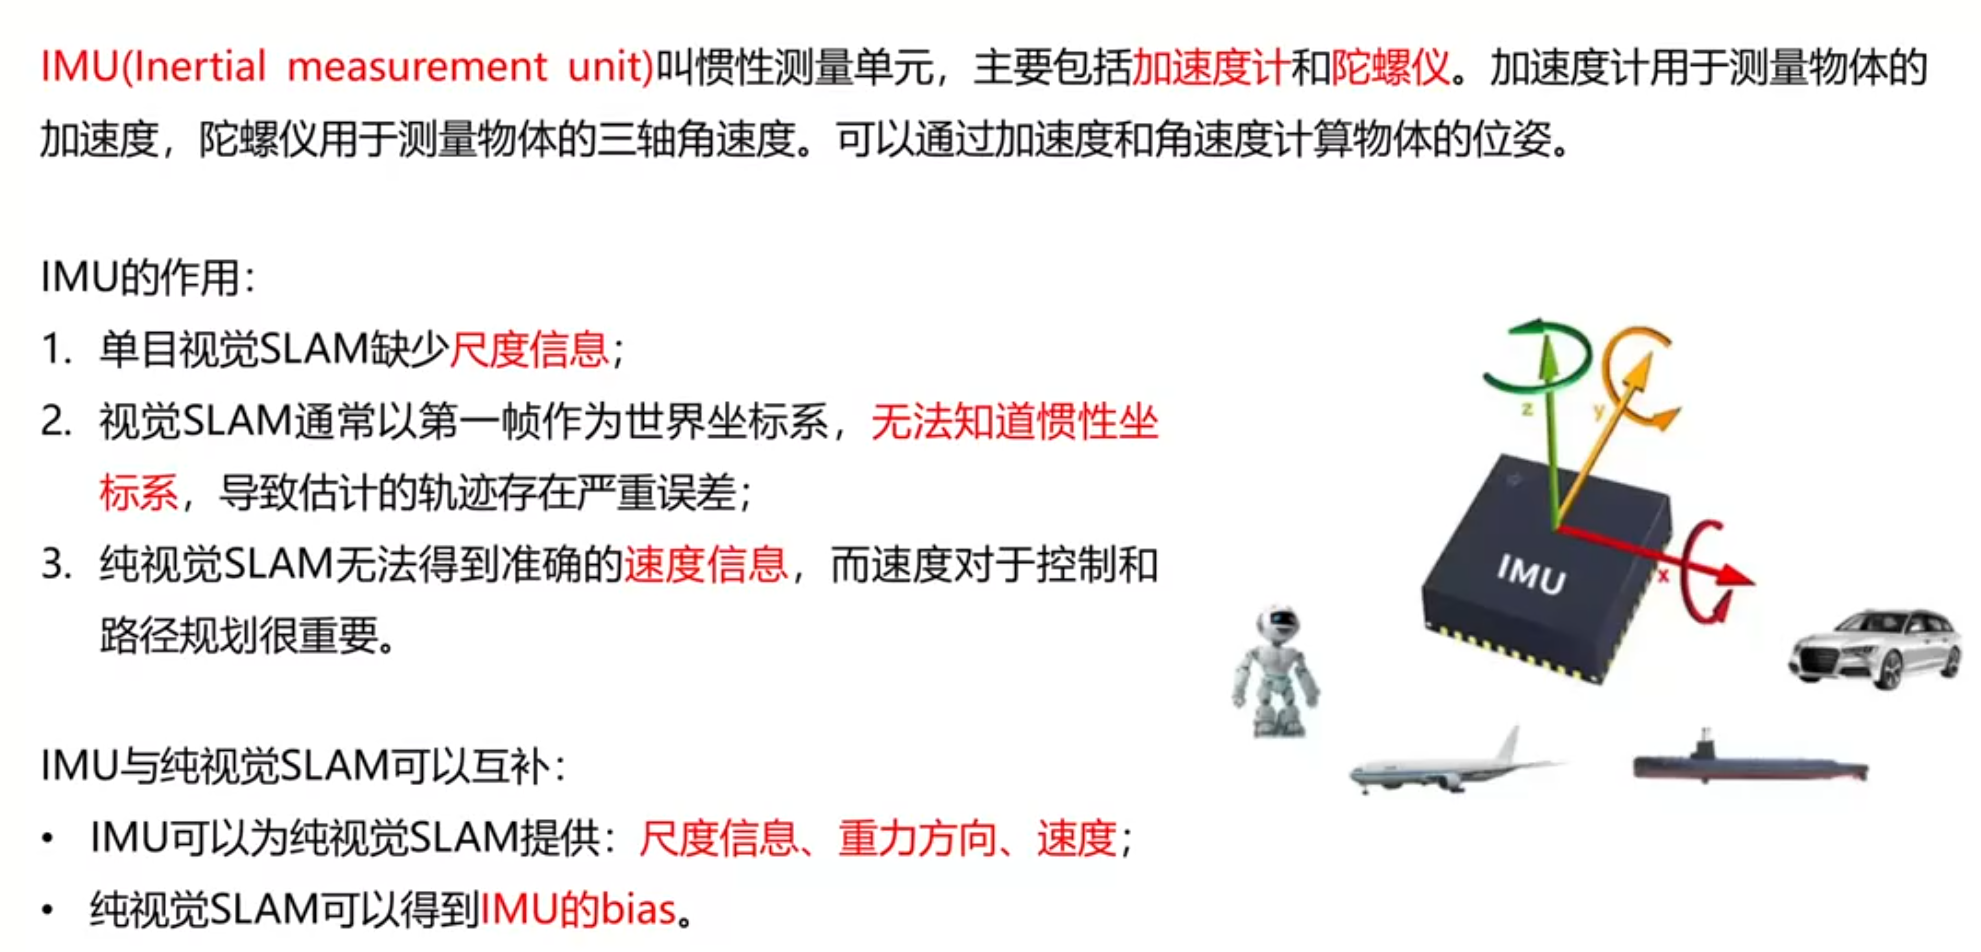 IMU(Inertial measurement unit)叫惯性测量单元，主要包括加速度计和陀螺仪。加速度计用于测量物体的
加速度，陀螺仪用于测量物体的三轴角速度。可以通过加速度和角速度计算物体的位姿。
IMU的作用：
1. 单目视觉SLAM缺少尺度信息；
2. 视觉SLAM通常以第一帧作为世界坐标系，无法知道惯性坐
标系，导致估计的轨迹存在严重误差；
3. 纯视觉SLAM无法得到准确的速度信息，而速度对于控制和
路径规划很重要。
IMU与纯视觉SLAM可以互补：
• IMU可以为纯视觉SLAM提供：尺度信息、重力方向、速度；
• 纯视觉SLAM可以得到IMU的bias。
z
y
x
IMU